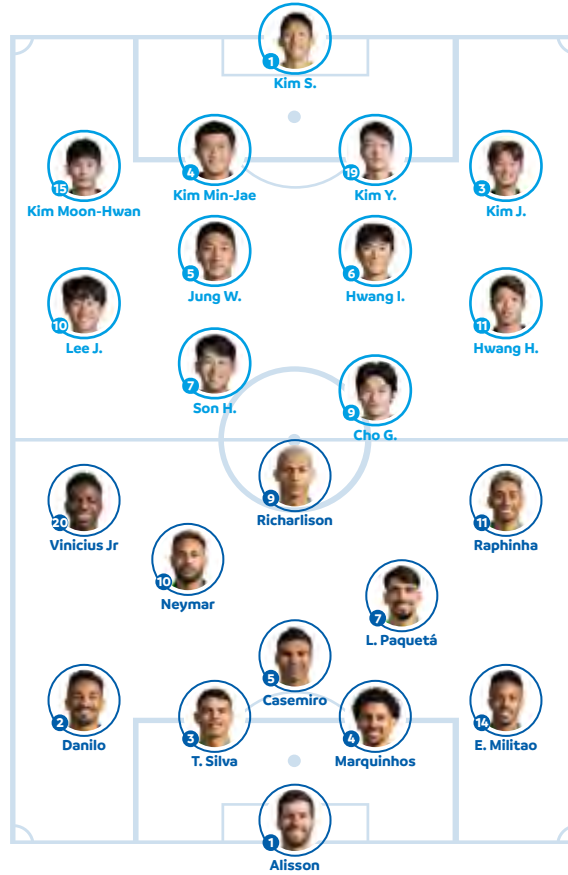 1
Kim S.
15
Kim Moon-Hwan
4
Kim Min-Jae
19
Kim Y.
3
Kim J.
10
Lee J.
5
Jung W.
6
Hwang I.
11
Hwang H.
7
Son H.
9
Cho G.
20
Vinicius Jr
9
Richarlison
11
Raphinha
10
Neymar
7
L. Paquetá
5
Casemiro
2
Danilo
3
T. Silva
4
Marquinhos
14
E. Militao
1
Alisson